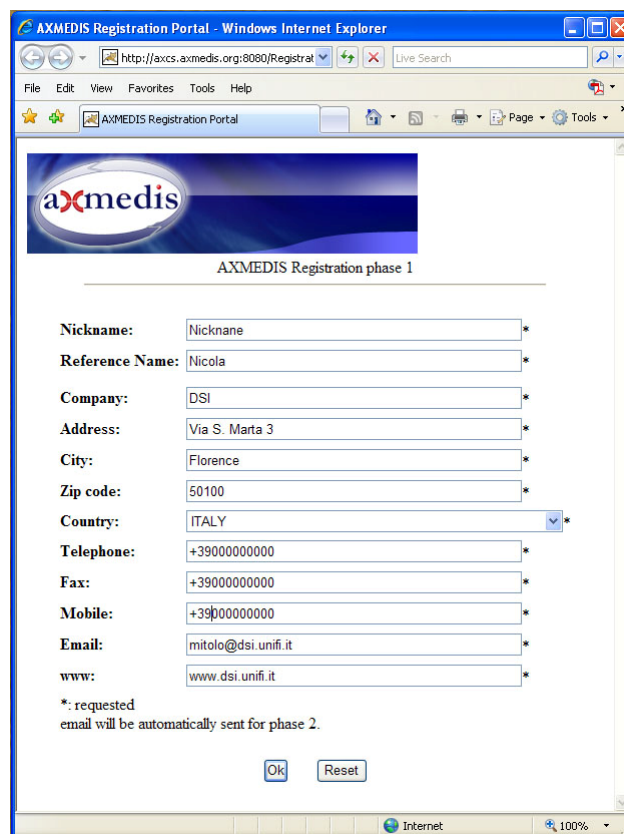 AXMEDIS Registration Portal - Windows Internet Explorer
http://axcs.axmedis.org:8080/Registrat
Live Search
File Edit View Favorites Tools Help
AXMEDIS Registration Portal
Page Tools
axmedis
AXMEDIS Registration phase 1
Nickname: Nicknane *
Reference Name: Nicola *
Company: DSI *
Address: Via S. Marta 3 *
City: Florence *
Zip code: 50100 *
Country: ITALY *
Telephone: +39000000000 *
Fax: +39000000000 *
Mobile: +39000000000 *
Email: mitolo@dsi.unifi.it *
www: www.dsi.unifi.it *
*: requested
email will be automatically sent for phase 2.
Ok Reset
Internet 100%